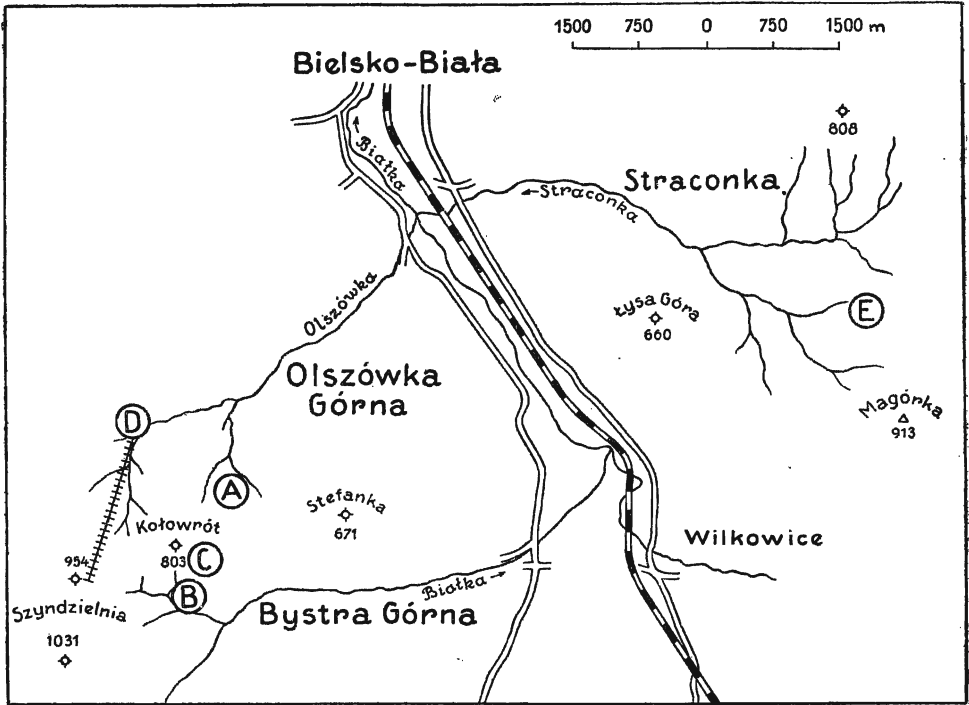 1500 750 0 750 1500 m
Bielsko-Biała
808
Białka
Straconka
Straconka
Olszówka
Łysa Góra
660
E
Olszówka
Górna
Magórka
913
D
A
Stefanka
671
Kołowrót
803
C
954
Wilkowice
B
Białka
Szyndzielnia
Bystra Górna
1031